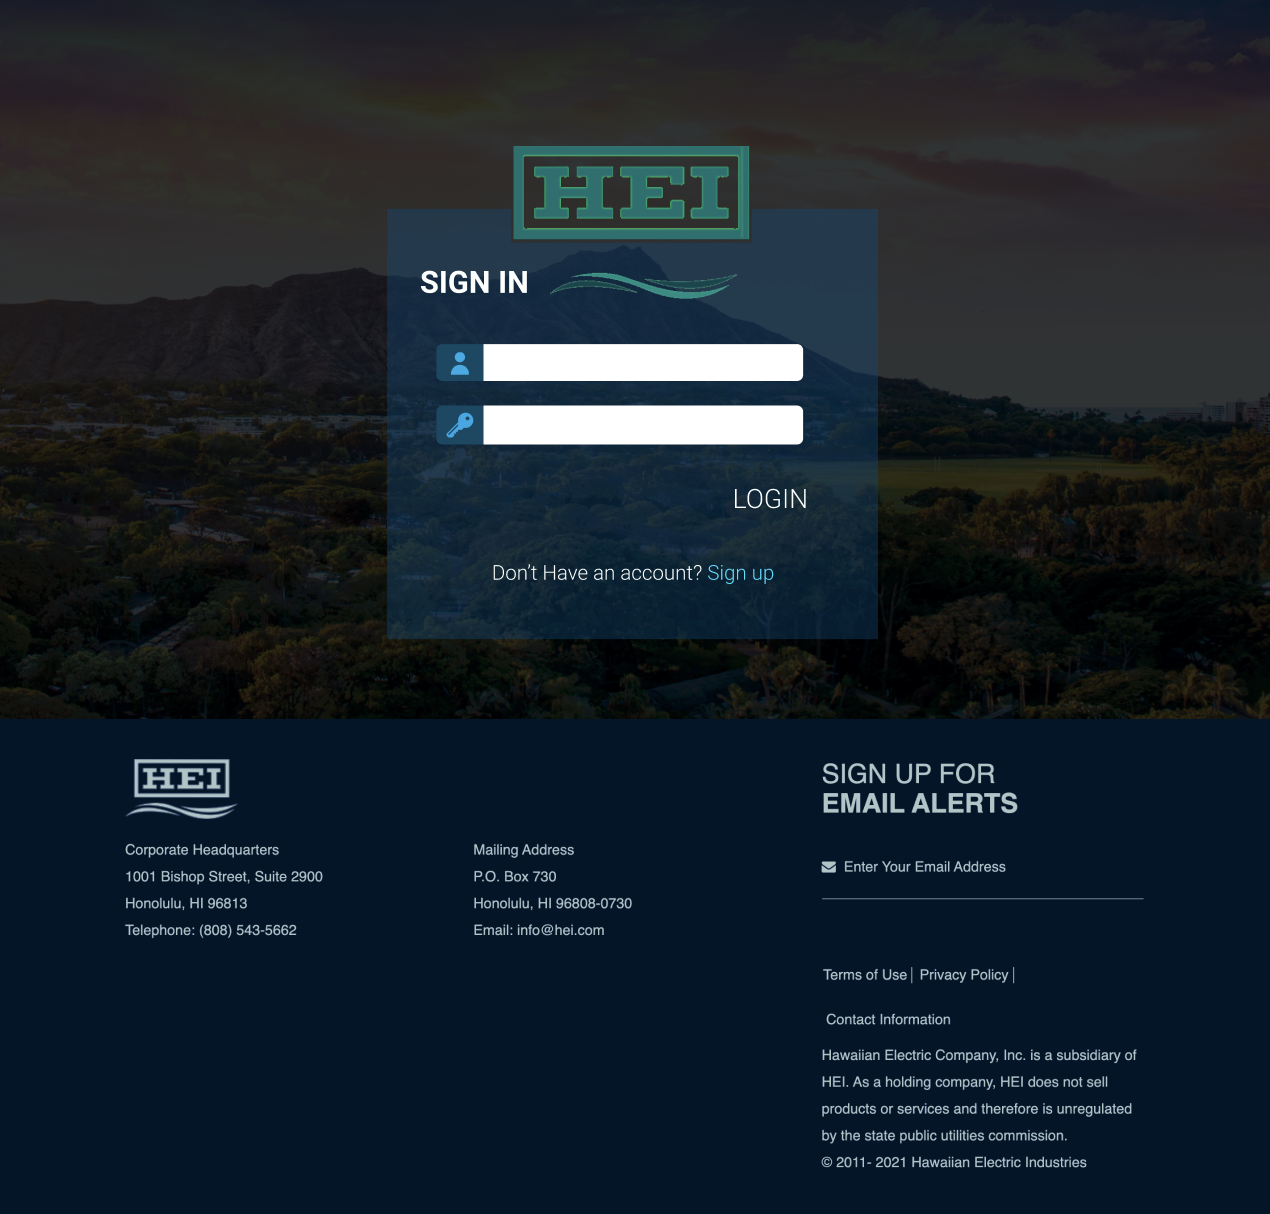 HEI
SIGN IN
LOGIN
Don't Have an account? Sign up
HEI
Corporate Headquarters
1001 Bishop Street, Suite 2900
Honolulu, HI 96813
Telephone: (808) 543-5662
Mailing Address
P.O. Box 730
Honolulu, HI 96808-0730
Email: info@hei.com
SIGN UP FOR
EMAIL ALERTS
Enter Your Email Address
Terms of Use | Privacy Policy |
Contact Information
Hawaiian Electric Company, Inc. is a subsidiary of
HEI. As a holding company, HEI does not sell
products or services and therefore is unregulated
by the state public utilities commission.
© 2011- 2021 Hawaiian Electric Industries